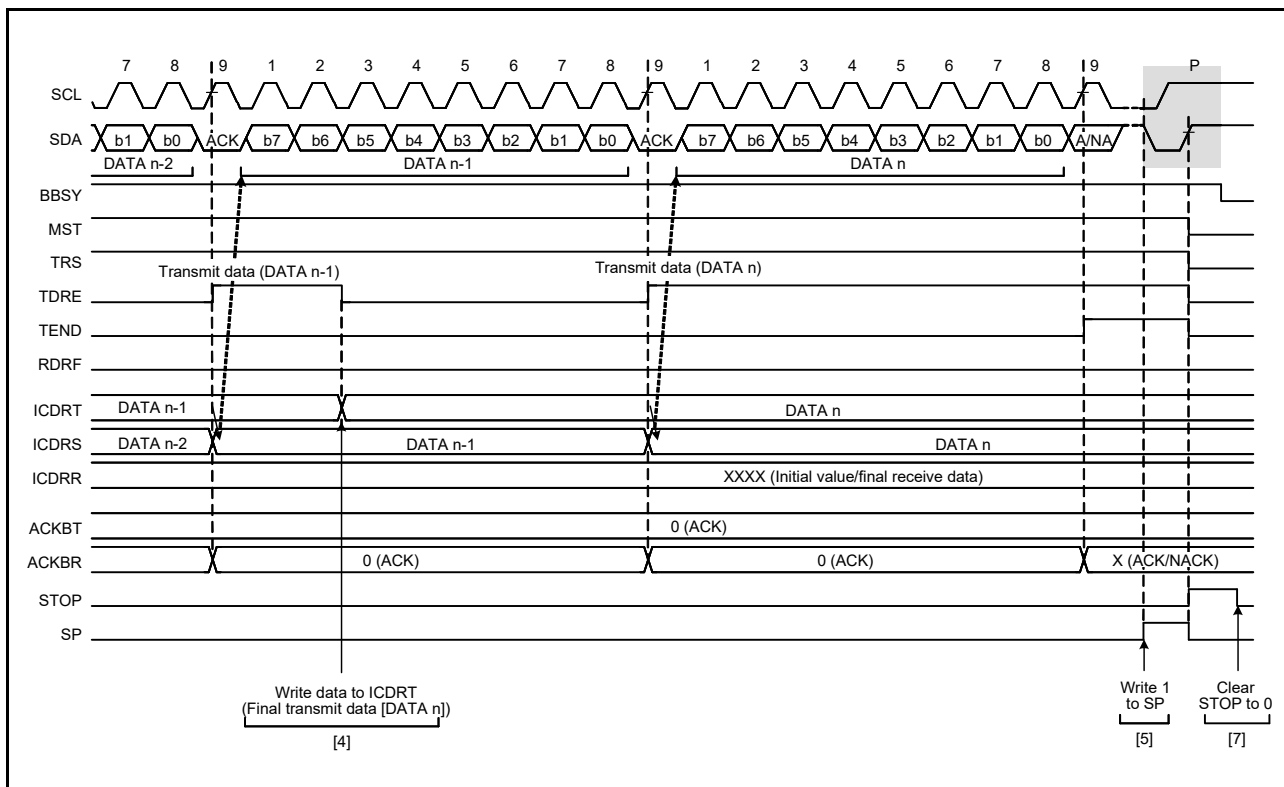 7 8 9 1 2 3 4 5 6 7 8 9 1 2 3 4 5 6 7 8 9 P
SCL
SDA b1 b0 ACK b7 b6 b5 b4 b3 b2 b1 b0 ACK b7 b6 b5 b4 b3 b2 b1 b0 A/NA
DATA n-2 DATA n-1 DATA n
BBSY
MST
TRS
Transmit data (DATA n-1) Transmit data (DATA n)
TDRE
TEND
RDRF
ICDRT DATA n-1 DATA n
ICDRS DATA n-2 DATA n-1 DATA n
ICDRR XXXX (Initial value/final receive data)
ACKBT 0 (ACK)
ACKBR 0 (ACK) 0 (ACK) X (ACK/NACK)
STOP
SP
Write data to ICDRT
(Final transmit data [DATA n])
[4]
Write 1
to SP
[5]
Clear
STOP to 0
[7]